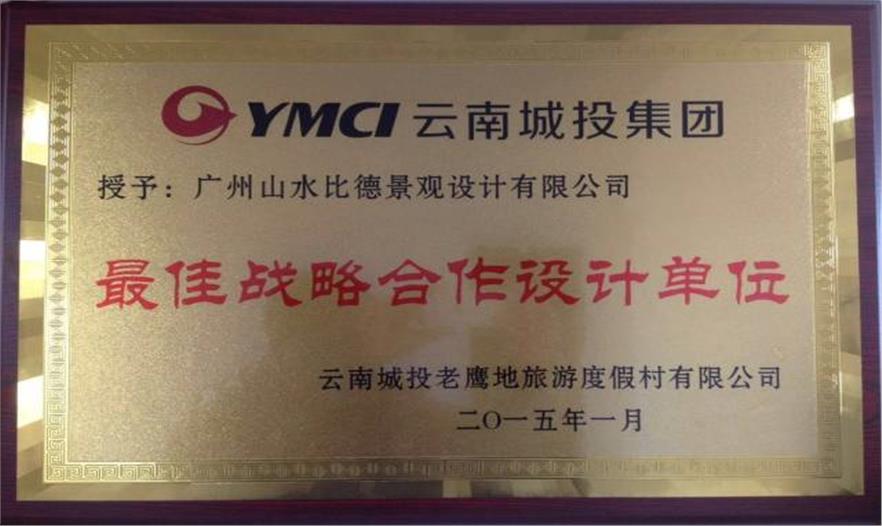 YMCI 云南城投集团
授予：广州山水比德景观设计有限公司
最佳战略合作设计单位
云南城投老鹰地旅游度假村有限公司
二〇一五年一月